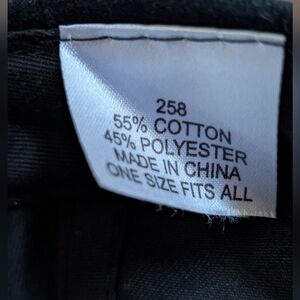 258
55% COTTON
45% POLYESTER
MADE IN CHINA
ONE SIZE FITS ALL